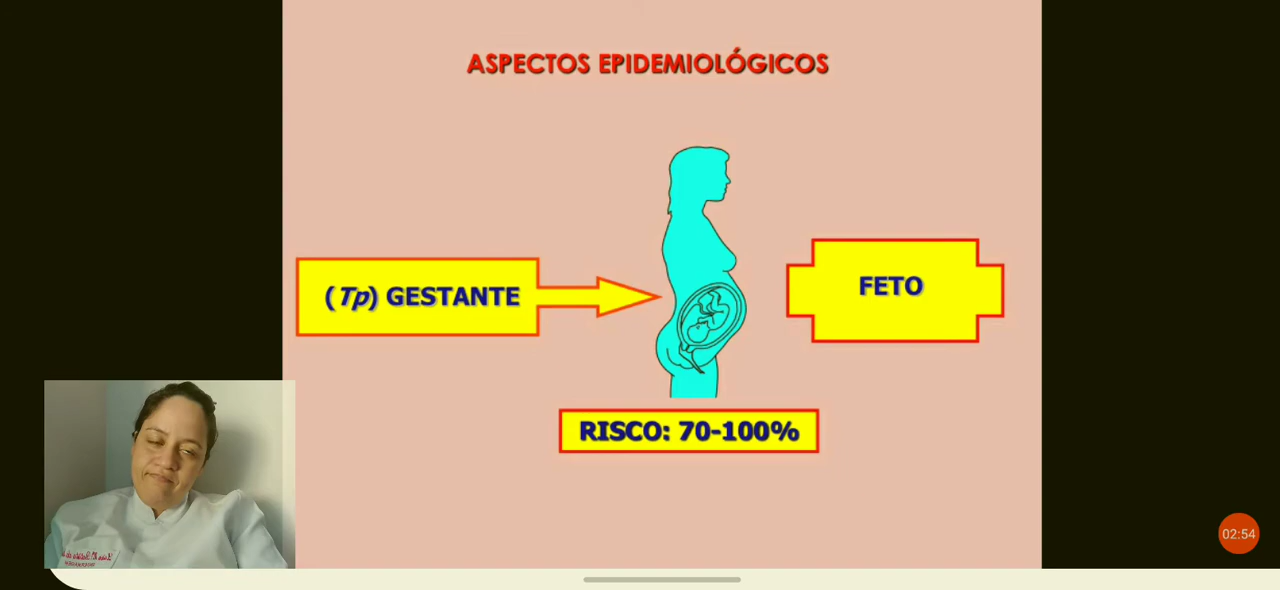 ASPECTOS EPIDEMIOLÓGICOS
(Tp) GESTANTE
FETO
RISCO: 70-100%
02:54